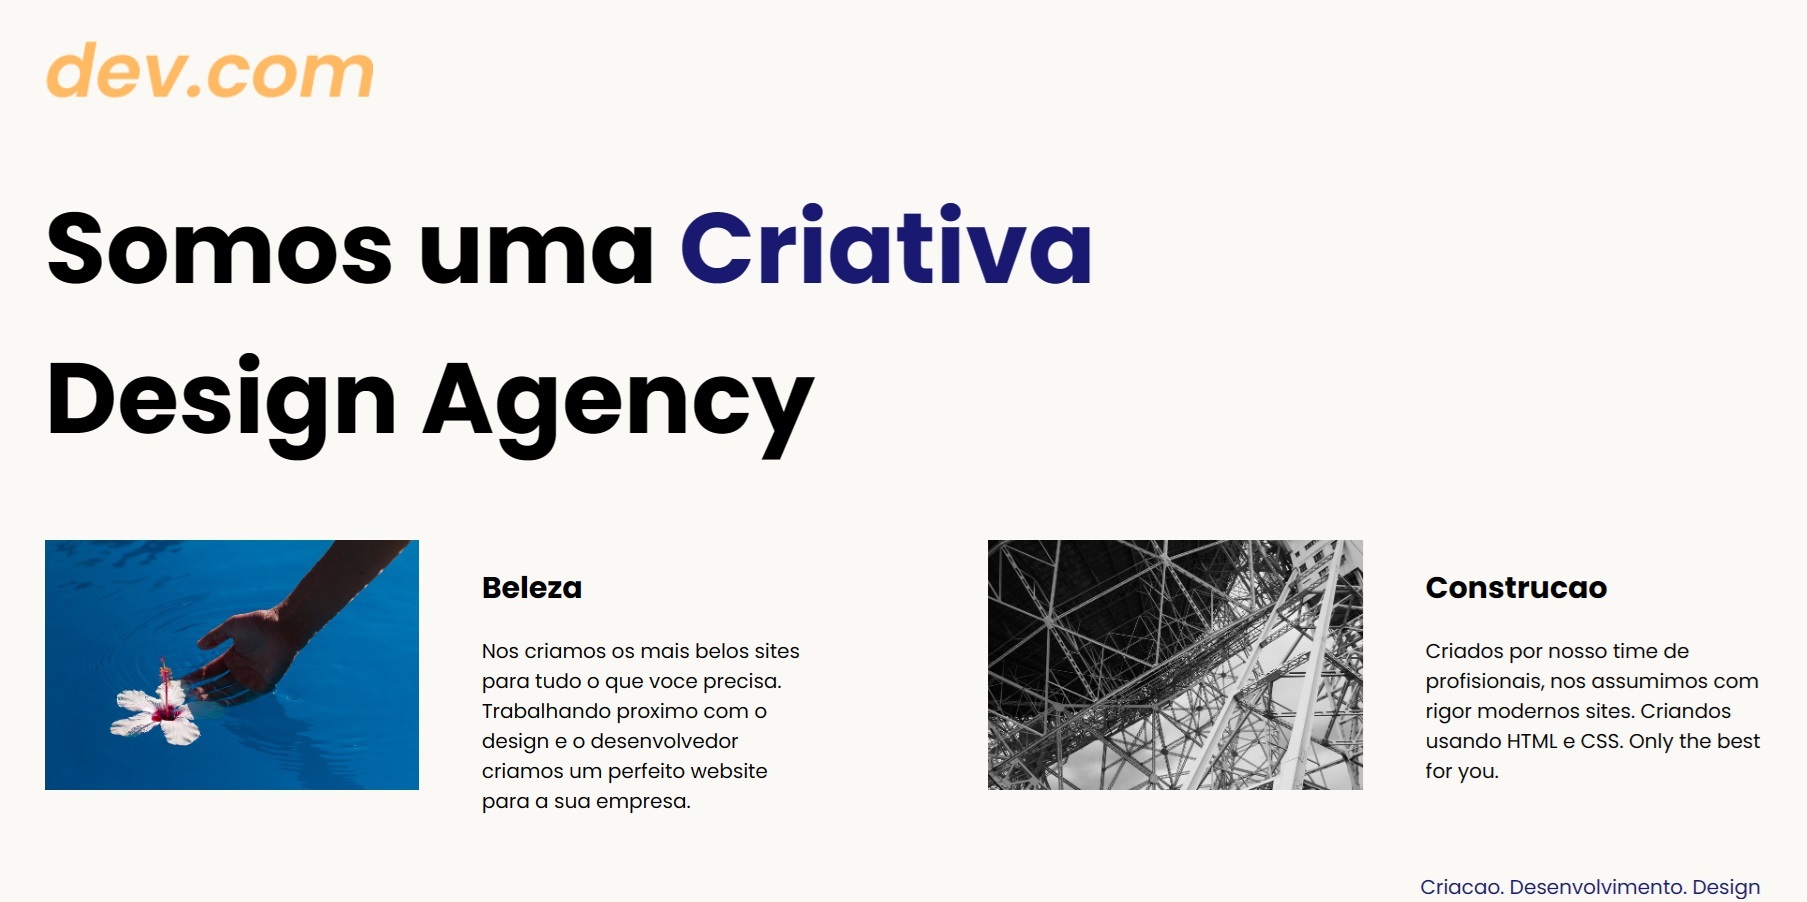 dev.com
Somos uma Criativa
Design Agency
Beleza
Nos criamos os mais belos sites
para tudo o que voce precisa.
Trabalhando proximo com o
design e o desenvolvedor
criamos um perfeito website
para a sua empresa.
Construcao
Criados por nosso time de
profisionais, nos assumimos com
rigor modernos sites. Criandos
usando HTML e CSS. Only the best
for you.
Criacao. Desenvolvimento. Design